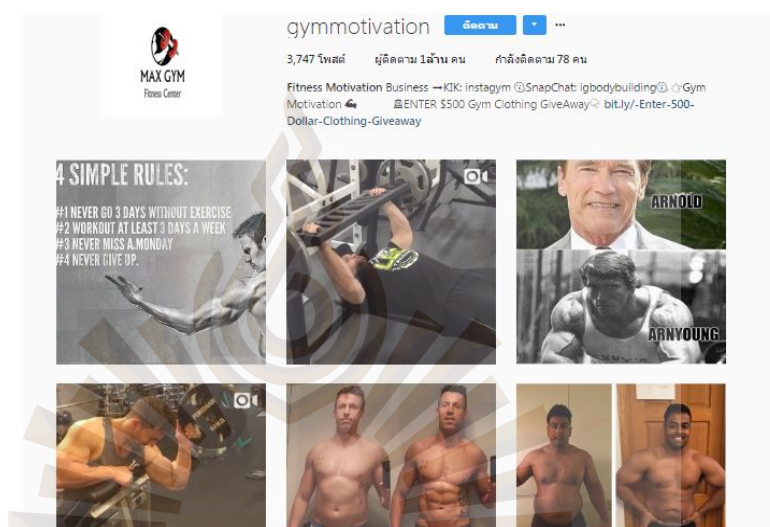 gymmotivation ติดตาม
3,747 โพสต์ ผู้ติดตาม 1ล้าน คน กำลังติดตาม 78 คน
MAX GYM
Fitness Center
Fitness Motivation Business →KIK: instagym SnapChat: igbodybuilding Gym
Motivation ENTER $500 Gym Clothing GiveAway bit.ly/-Enter-500-
Dollar-Clothing-Giveaway
4 SIMPLE RULES:
#1 NEVER GO 3 DAYS WITHOUT EXERCISE
#2 WORKOUT AT LEAST 3 DAYS A WEEK
#3 NEVER MISS A.MONDAY
#4 NEVER GIVE UP.
ARNOLD
ARNYOUNG